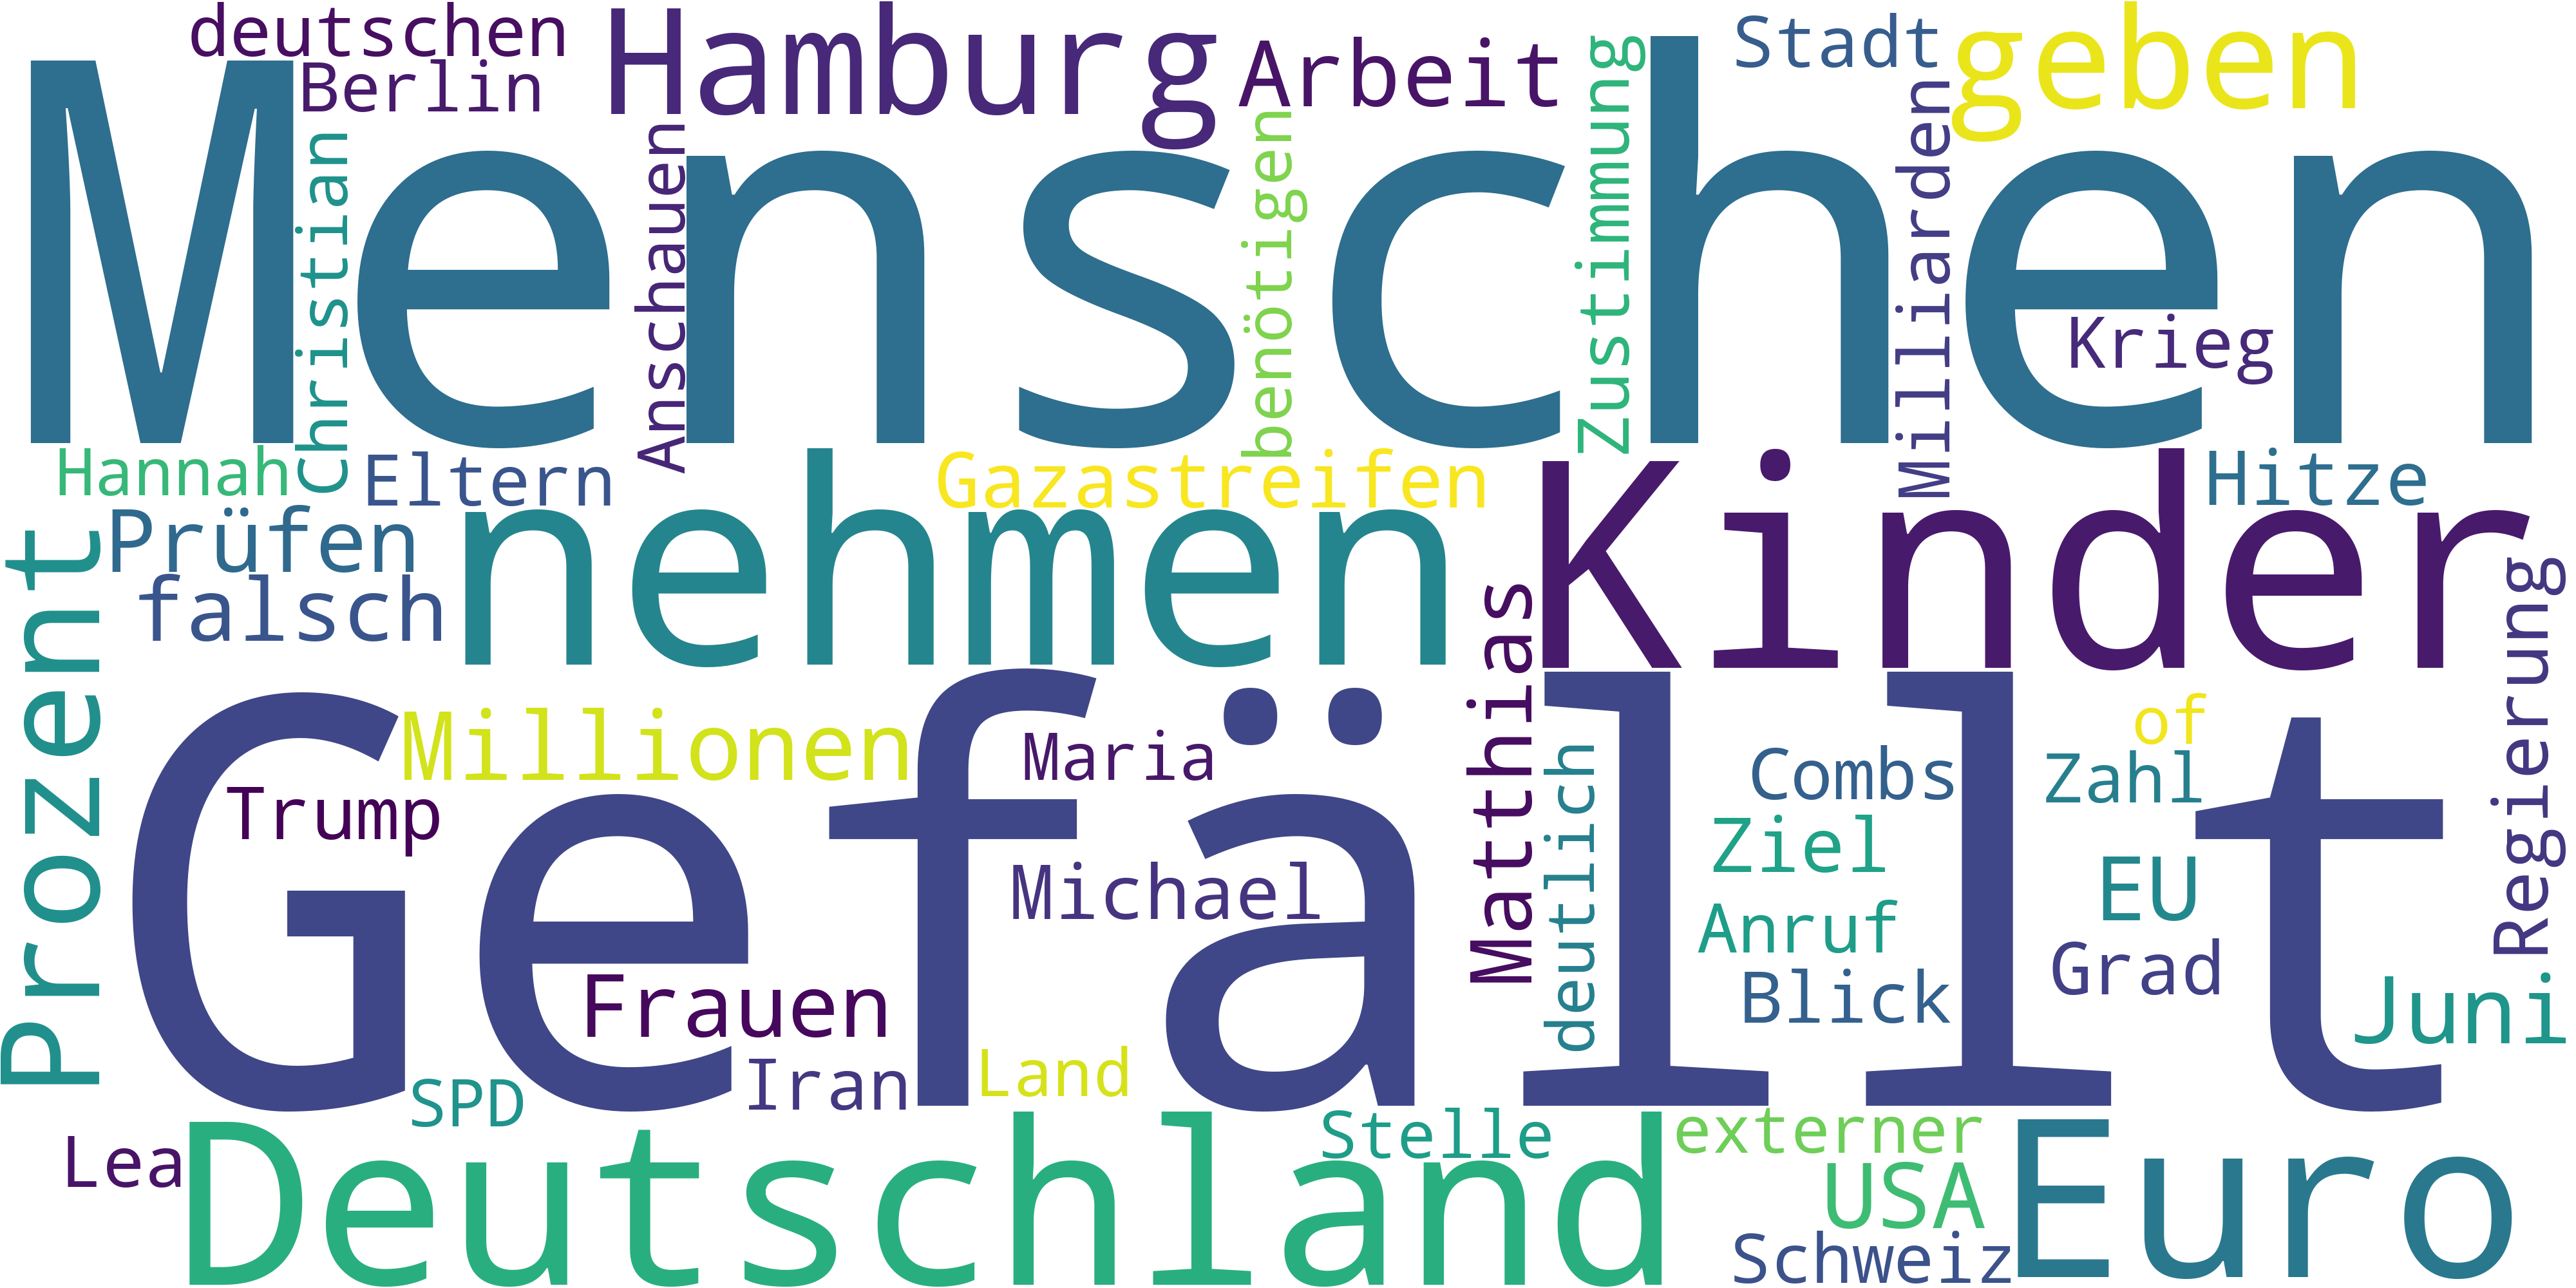 deutschen
Berlin
Hamburg
Arbeit
Stadt
geben
Menschen
Christian
Anschauen
benötigen
Zustimmung
Milliarden
Krieg
Hannah
Eltern
Gazastreifen
Hitze
Prüfen
falsch
nehmen
Kinder
Prozent
Matthias
Regierung
Gefällt
Millionen
Trump
Maria
Michael
deutlich
Combs
of
Zahl
Ziel
EU
Anruf
Grad
Blick
Juni
Frauen
Iran
Land
SPD
Lea
Deutschland
Stelle
externer
USA
Schweiz
Euro